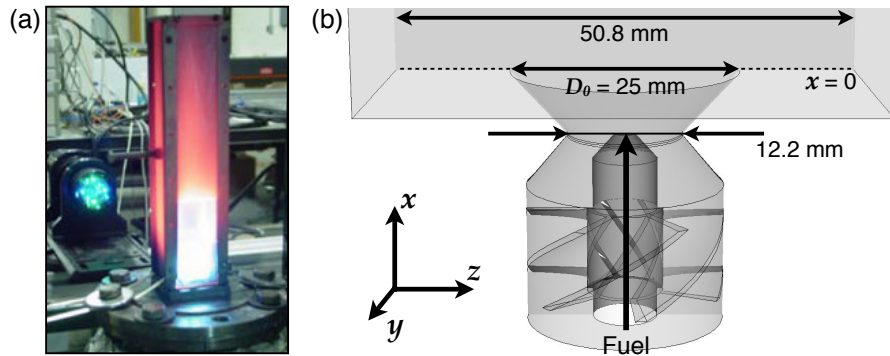 (a)
(b)
50.8 mm
D₀ = 25 mm
x = 0
12.2 mm
x
z
y
Fuel